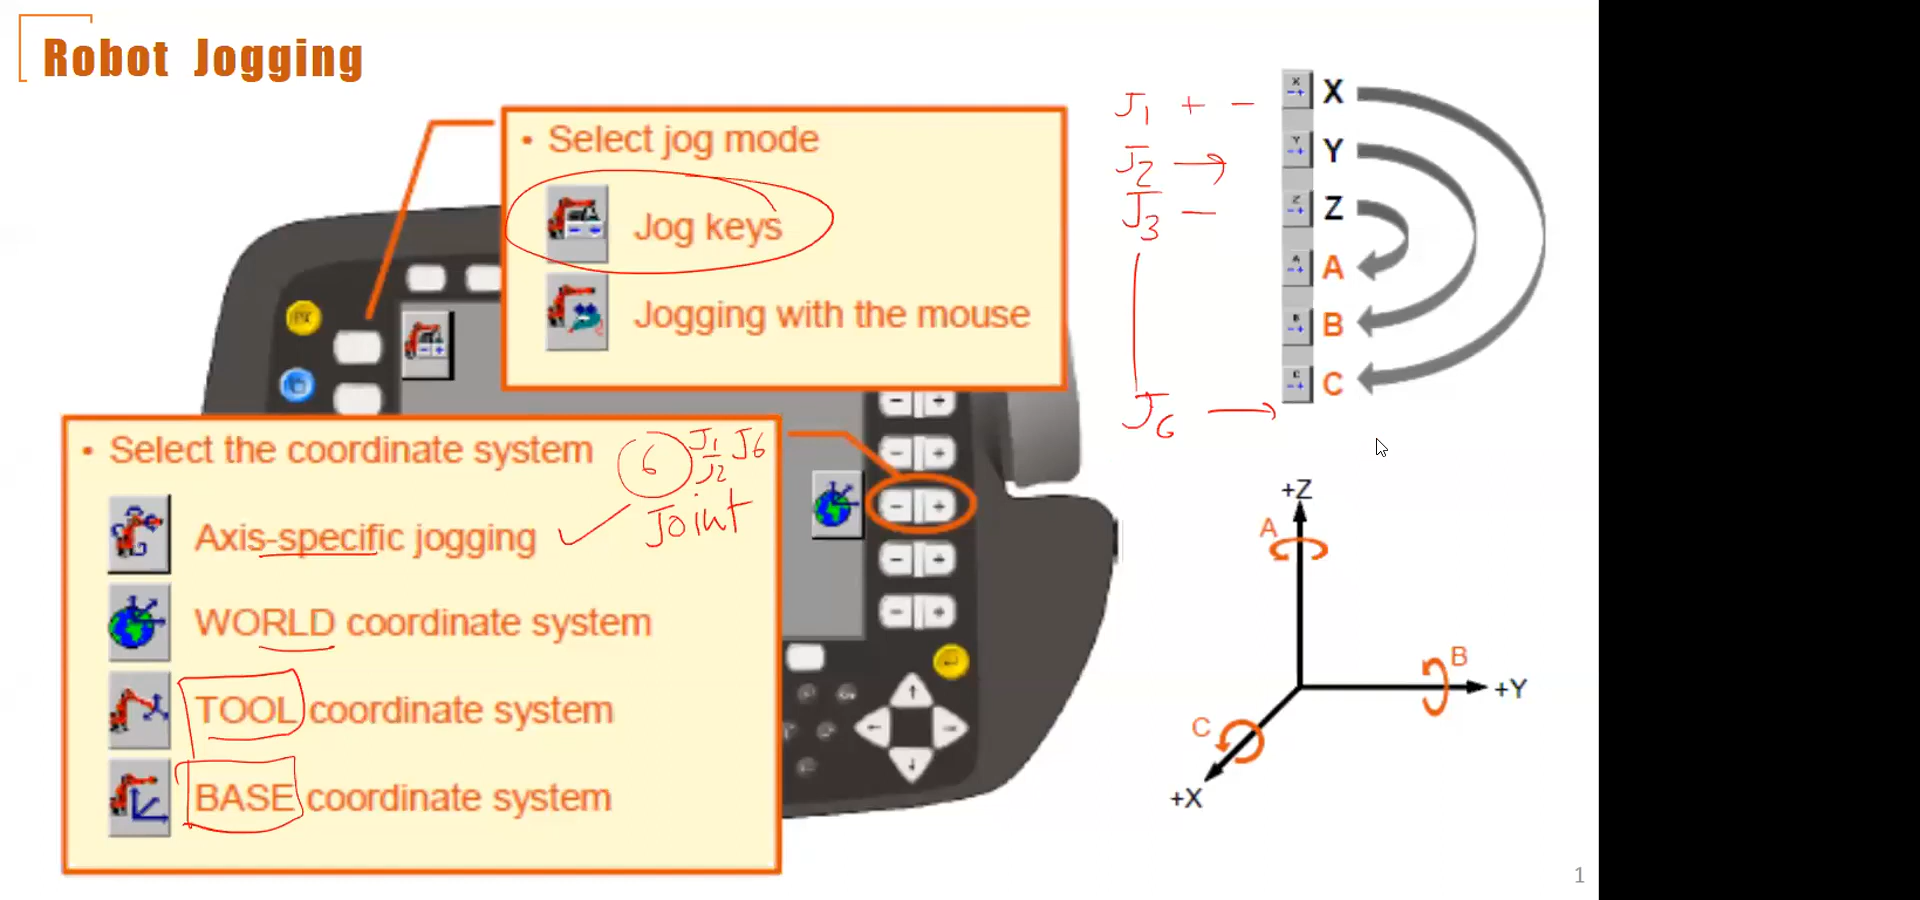 Robot Jogging
• Select jog mode
Jog keys
Jogging with the mouse
• Select the coordinate system
Axis-specific jogging
WORLD coordinate system
TOOL coordinate system
BASE coordinate system
6 J1 J2 J6
Joint
J1 + -
J2 →
J3 -
J6 →
X X
Y Y
Z Z
A A
B B
C C
+Z
A
B
+Y
C
+X
1